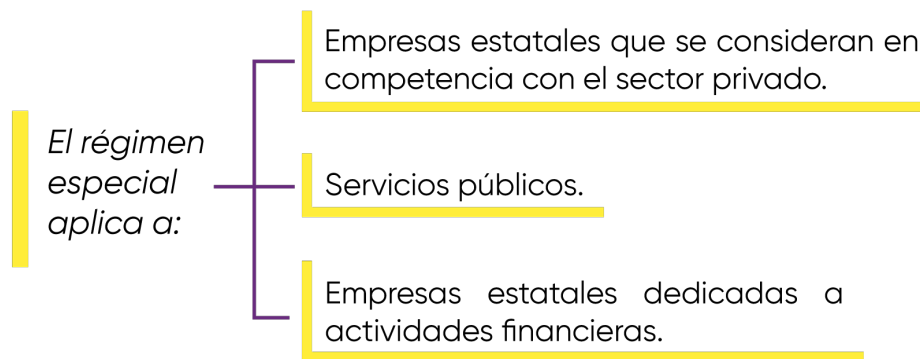 El régimen
especial
aplica a:
Empresas estatales que se consideran en
competencia con el sector privado.
Servicios públicos.
Empresas estatales dedicadas a
actividades financieras.